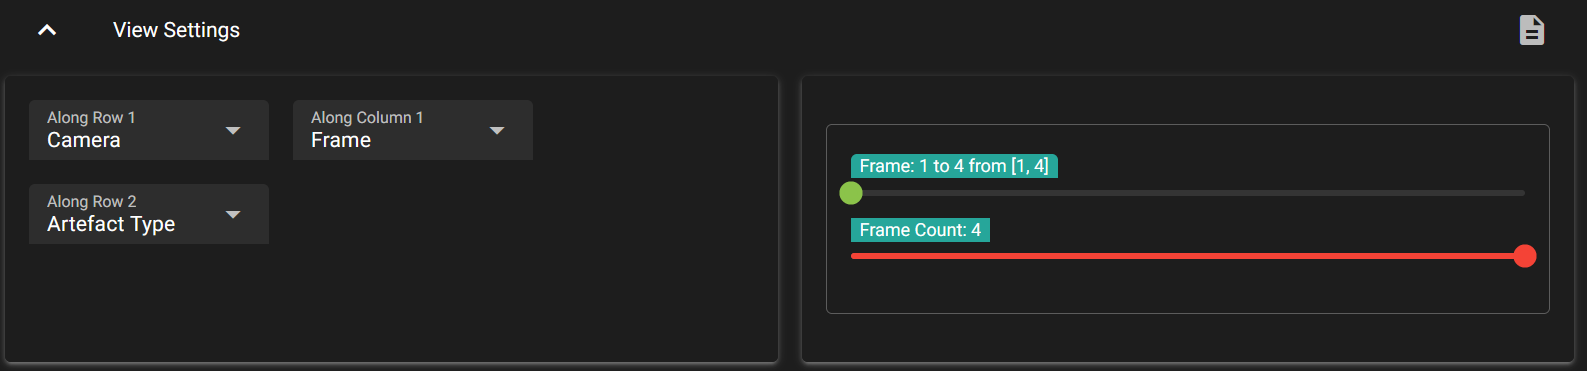 View Settings
Along Row 1
Camera
Along Column 1
Frame
Along Row 2
Artefact Type
Frame: 1 to 4 from [1, 4]
Frame Count: 4